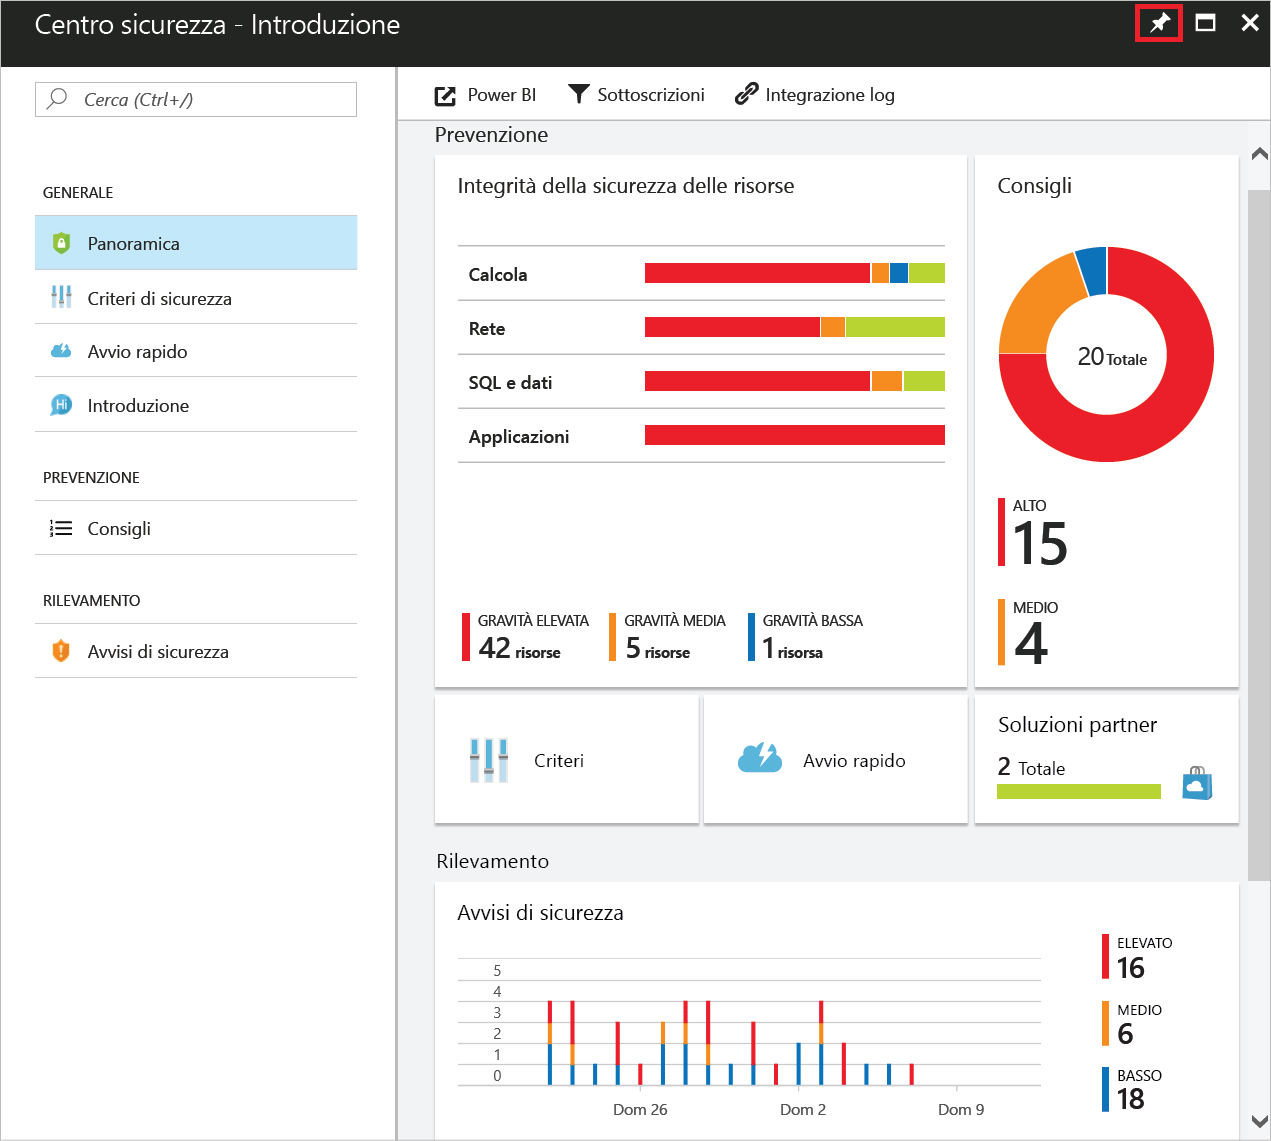 Centro sicurezza - Introduzione
Cerca (Ctrl+/)
GENERALE
Panoramica
Criteri di sicurezza
Avvio rapido
Introduzione
PREVENZIONE
Consigli
RILEVAMENTO
Avvisi di sicurezza
Power BI
Sottoscrizioni
Integrazione log
Prevenzione
Integrità della sicurezza delle risorse
Calcola
Rete
SQL e dati
Applicazioni
GRAVITÀ ELEVATA
42 risorse
GRAVITÀ MEDIA
5 risorse
GRAVITÀ BASSA
1 risorsa
Consigli
20 Totale
ALTO
15
MEDIO
4
Criteri
Avvio rapido
Soluzioni partner
2 Totale
Rilevamento
Avvisi di sicurezza
5
4
3
2
1
0
Dom 26
Dom 2
Dom 9
ELEVATO
16
MEDIO
6
BASSO
18